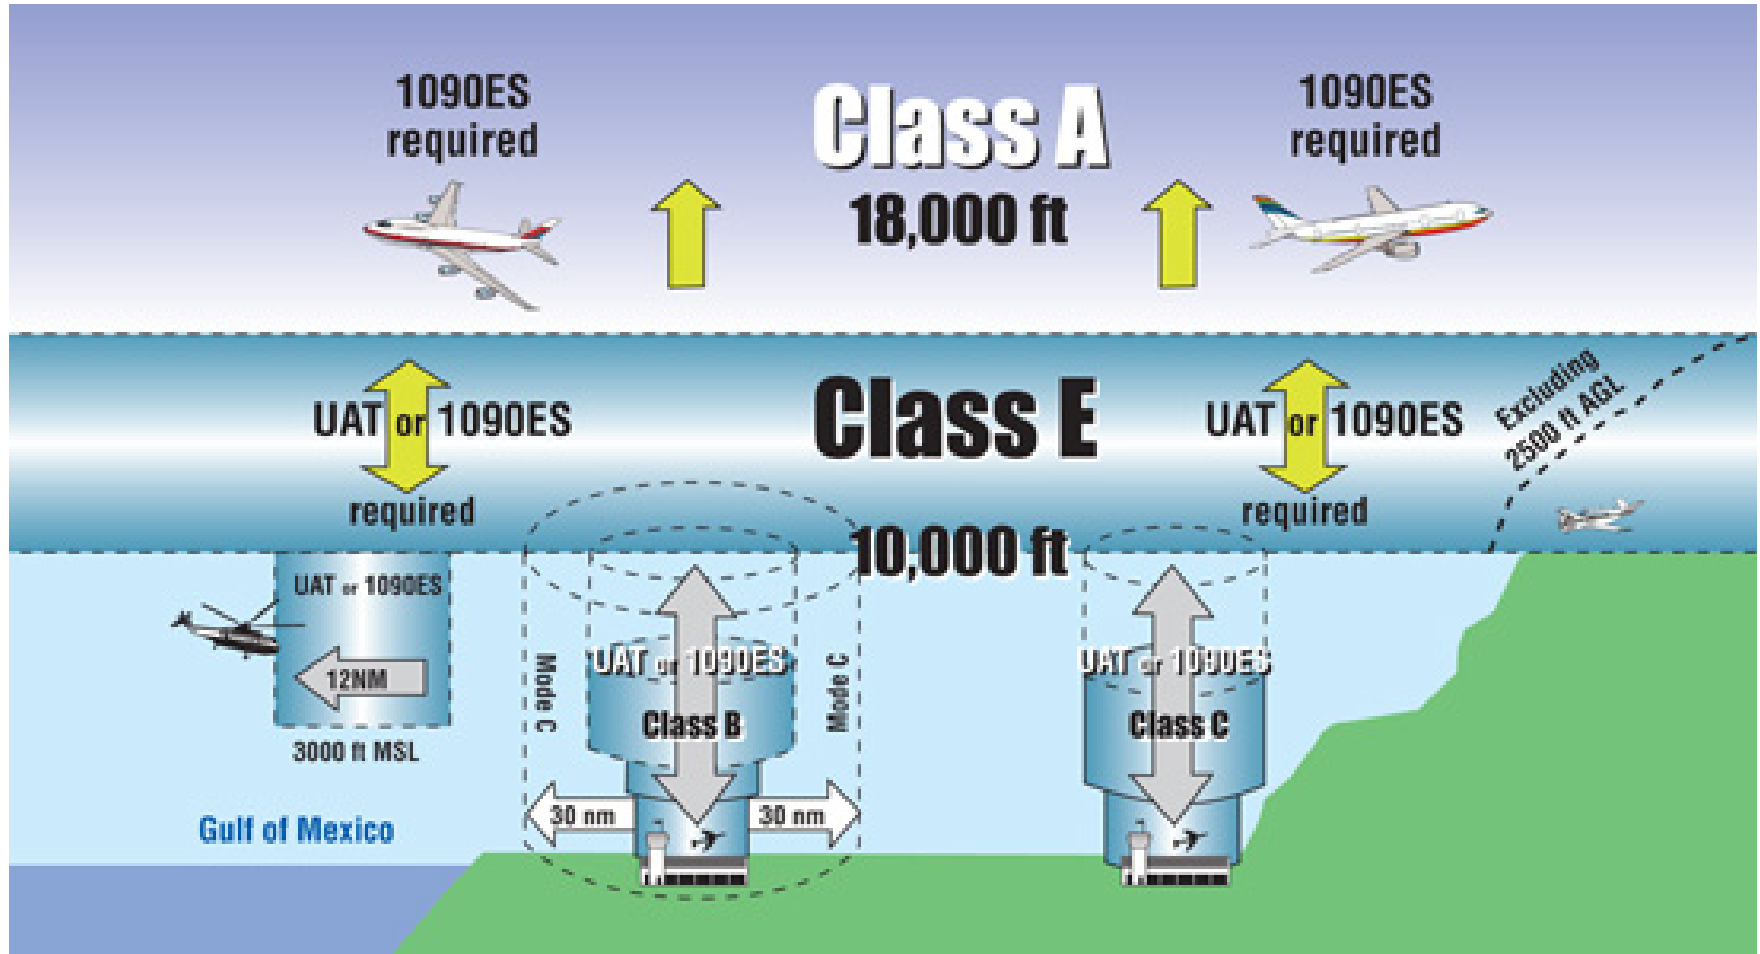 1090ES
required
Class A
18,000 ft
1090ES
required
UAT or 1090ES
required
Class E
10,000 ft
UAT or 1090ES
required
Excluding
2500 ft AGL
UAT or 1090ES
12NM
3000 ft MSL
Gulf of Mexico
Mode C
UAT or 1090ES
Class B
Mode C
30 nm
30 nm
UAT or 1090ES
Class C